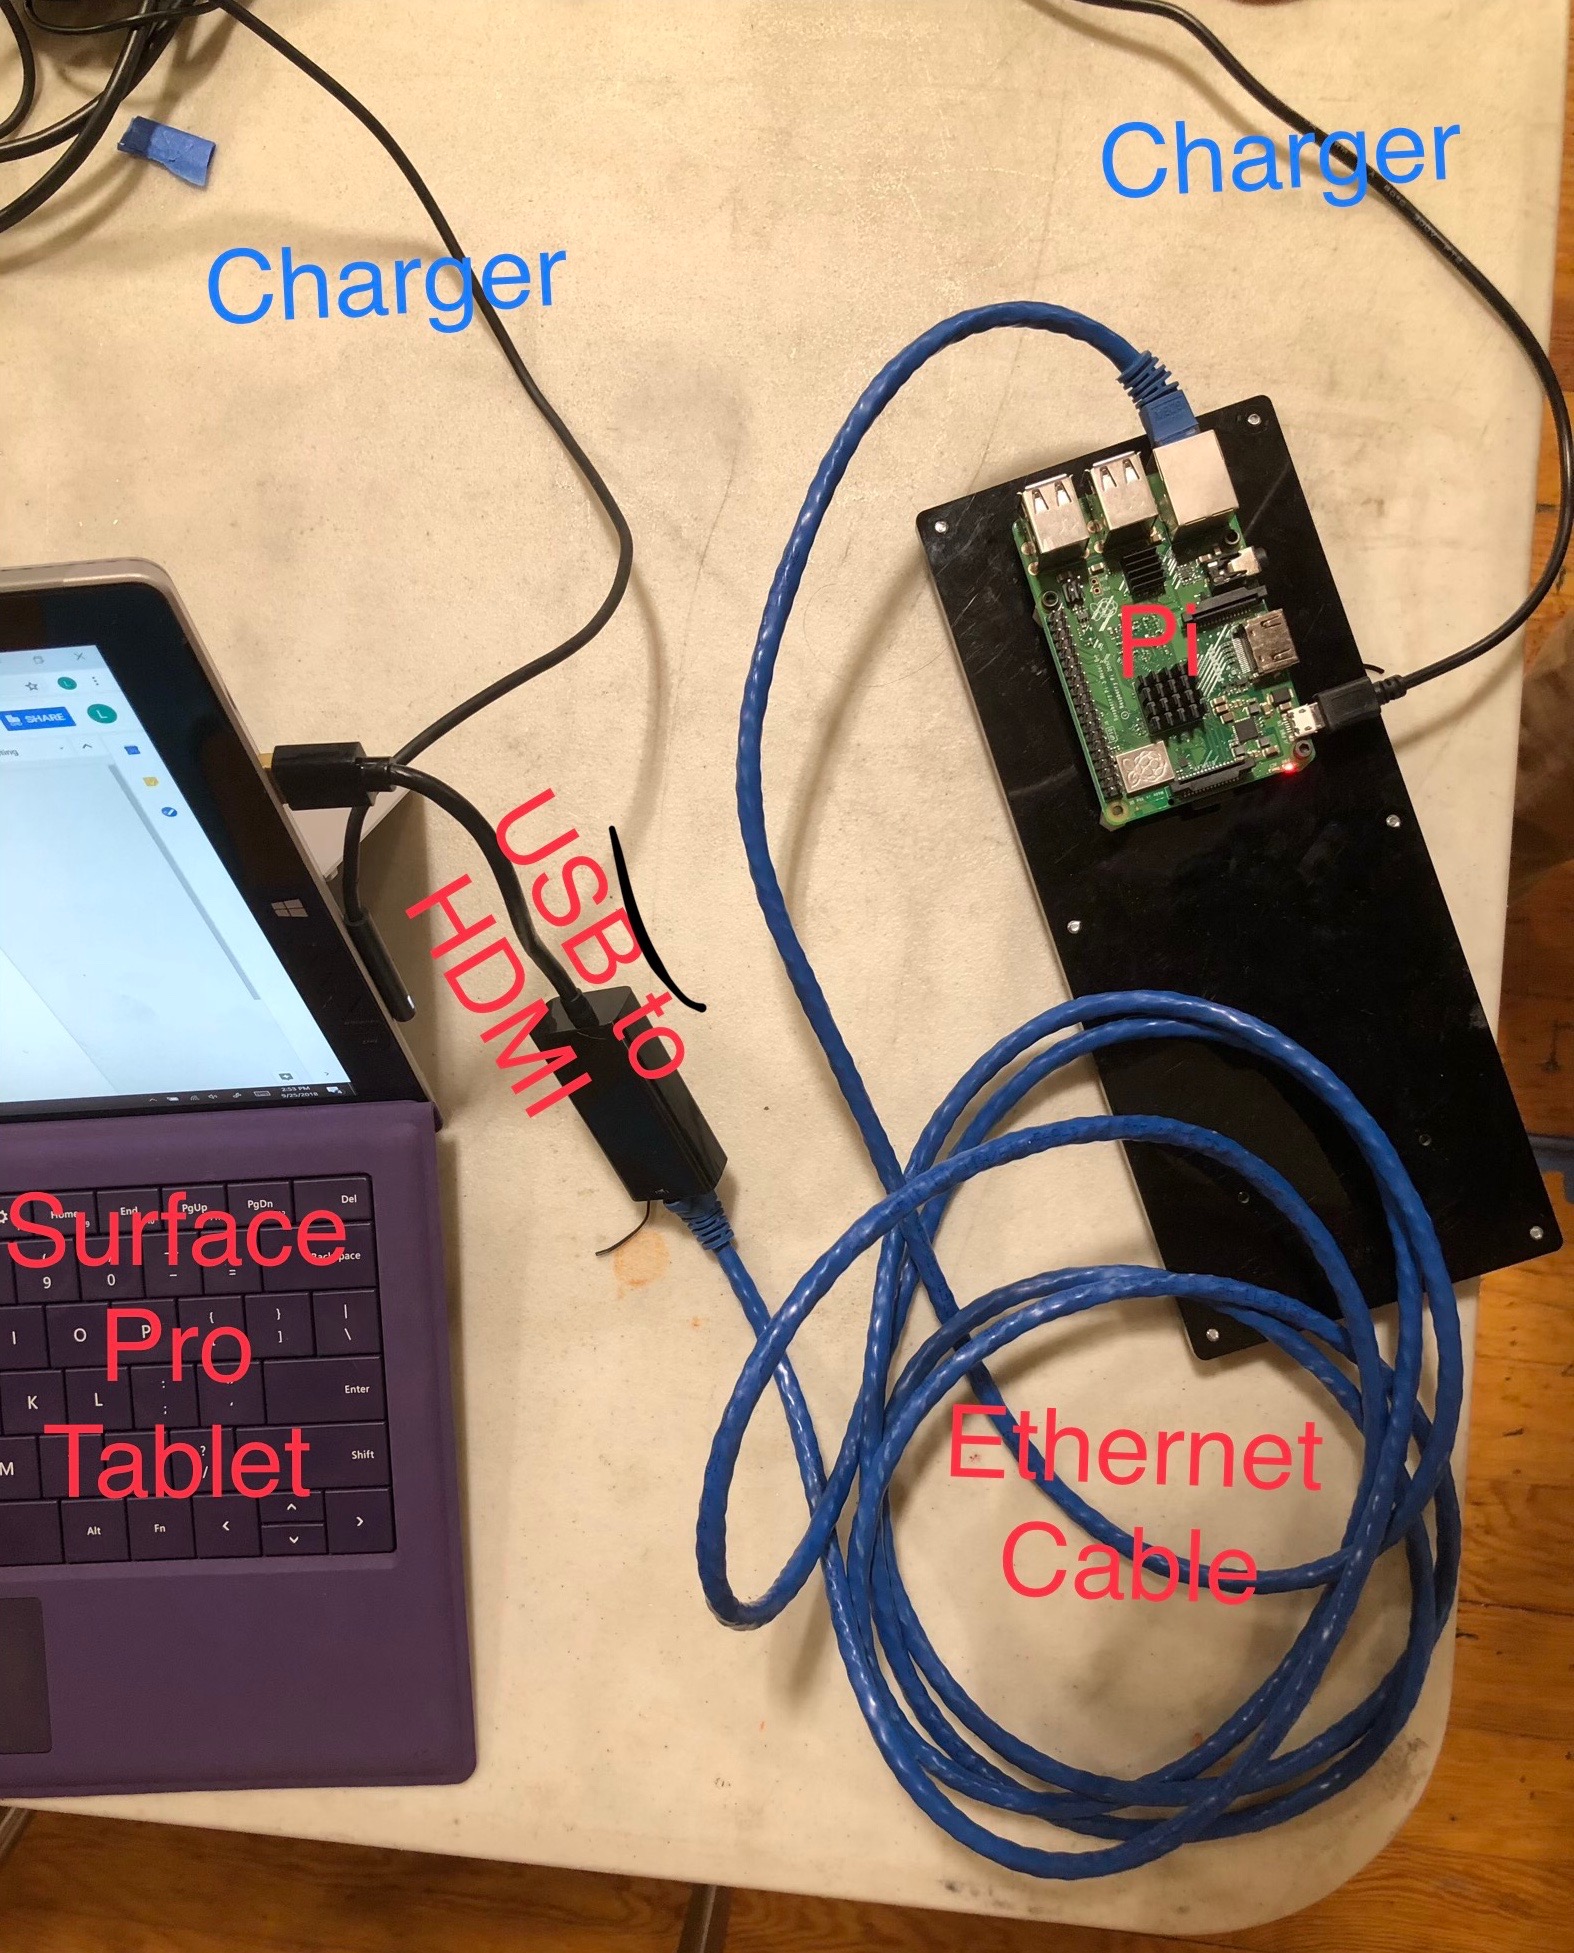 Charger
Charger
Pi
SHARE
L
L
USB to
HDMI
2:53 PM
9/25/2018
Surface
Pro
Tablet
Home
End
PgUp
PgDn
Del
Backspace
9
0
-
=
I
O
P
{
[
}
]
|
\
K
L
:
;
Enter
M
?
/
Shift
Alt
Fn
Ethernet
Cable